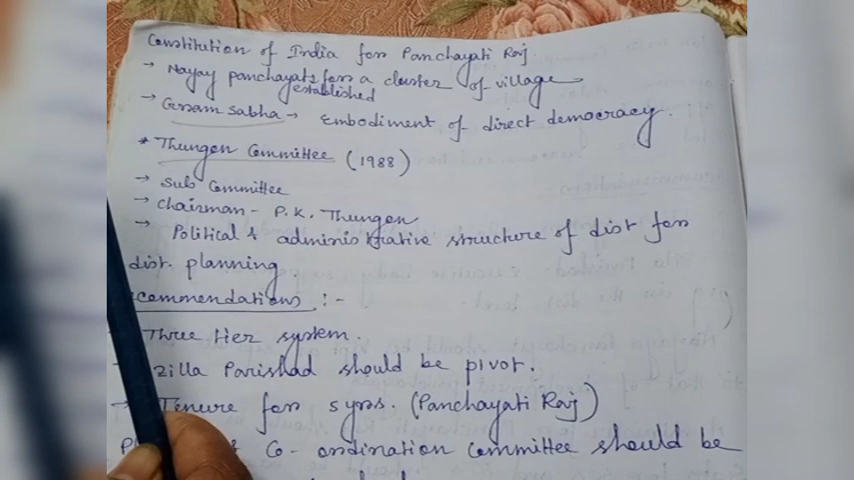 Constitution of India for Panchayati Raj
→ Nayay panchayats for a cluster of village
established
→ Gram Sabha → Embodiment of direct democracy.
* Thungon Committee (1988)
→ Sub Committee
→ Chairman - P.K. Thungon
→ Political & administrative structure of dist for
dist. planning.
commendations :-
Three tier system.
Zilla Parishad should be pivot.
→ Tenure for 5yrs. (Panchayati Raj)
Co-ordination committee should be